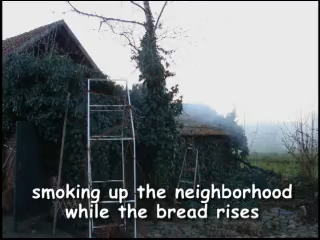 smoking up the neighborhood
while the bread rises